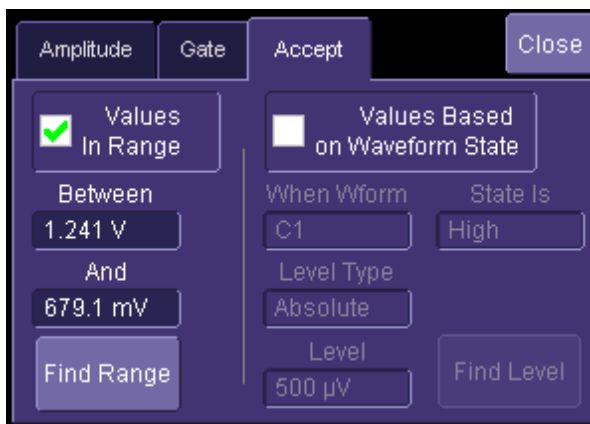 Amplitude Gate Accept Close
Values
In Range
Values Based
on Waveform State
Between
1.241 V
And
679.1 mV
Find Range
When Wform State Is
C1 High
Level Type
Absolute
Level
500 µV
Find Level